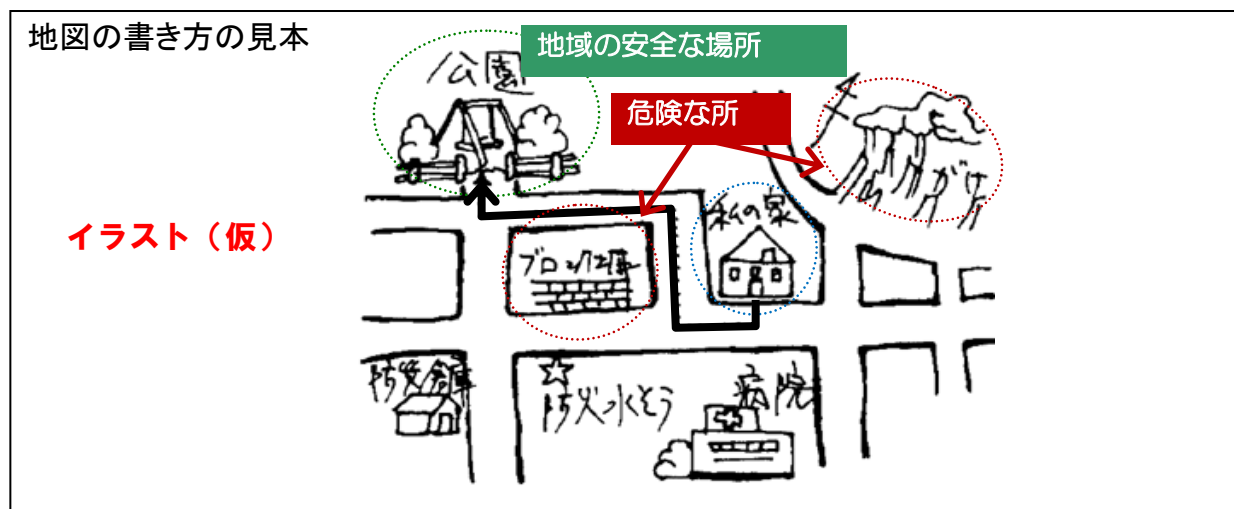 地図の書き方の見本
地域の安全な場所
公園
危険な所
がけ
イラスト（仮）
私の家
ブロック塀
防災倉庫
防火水そう
病院